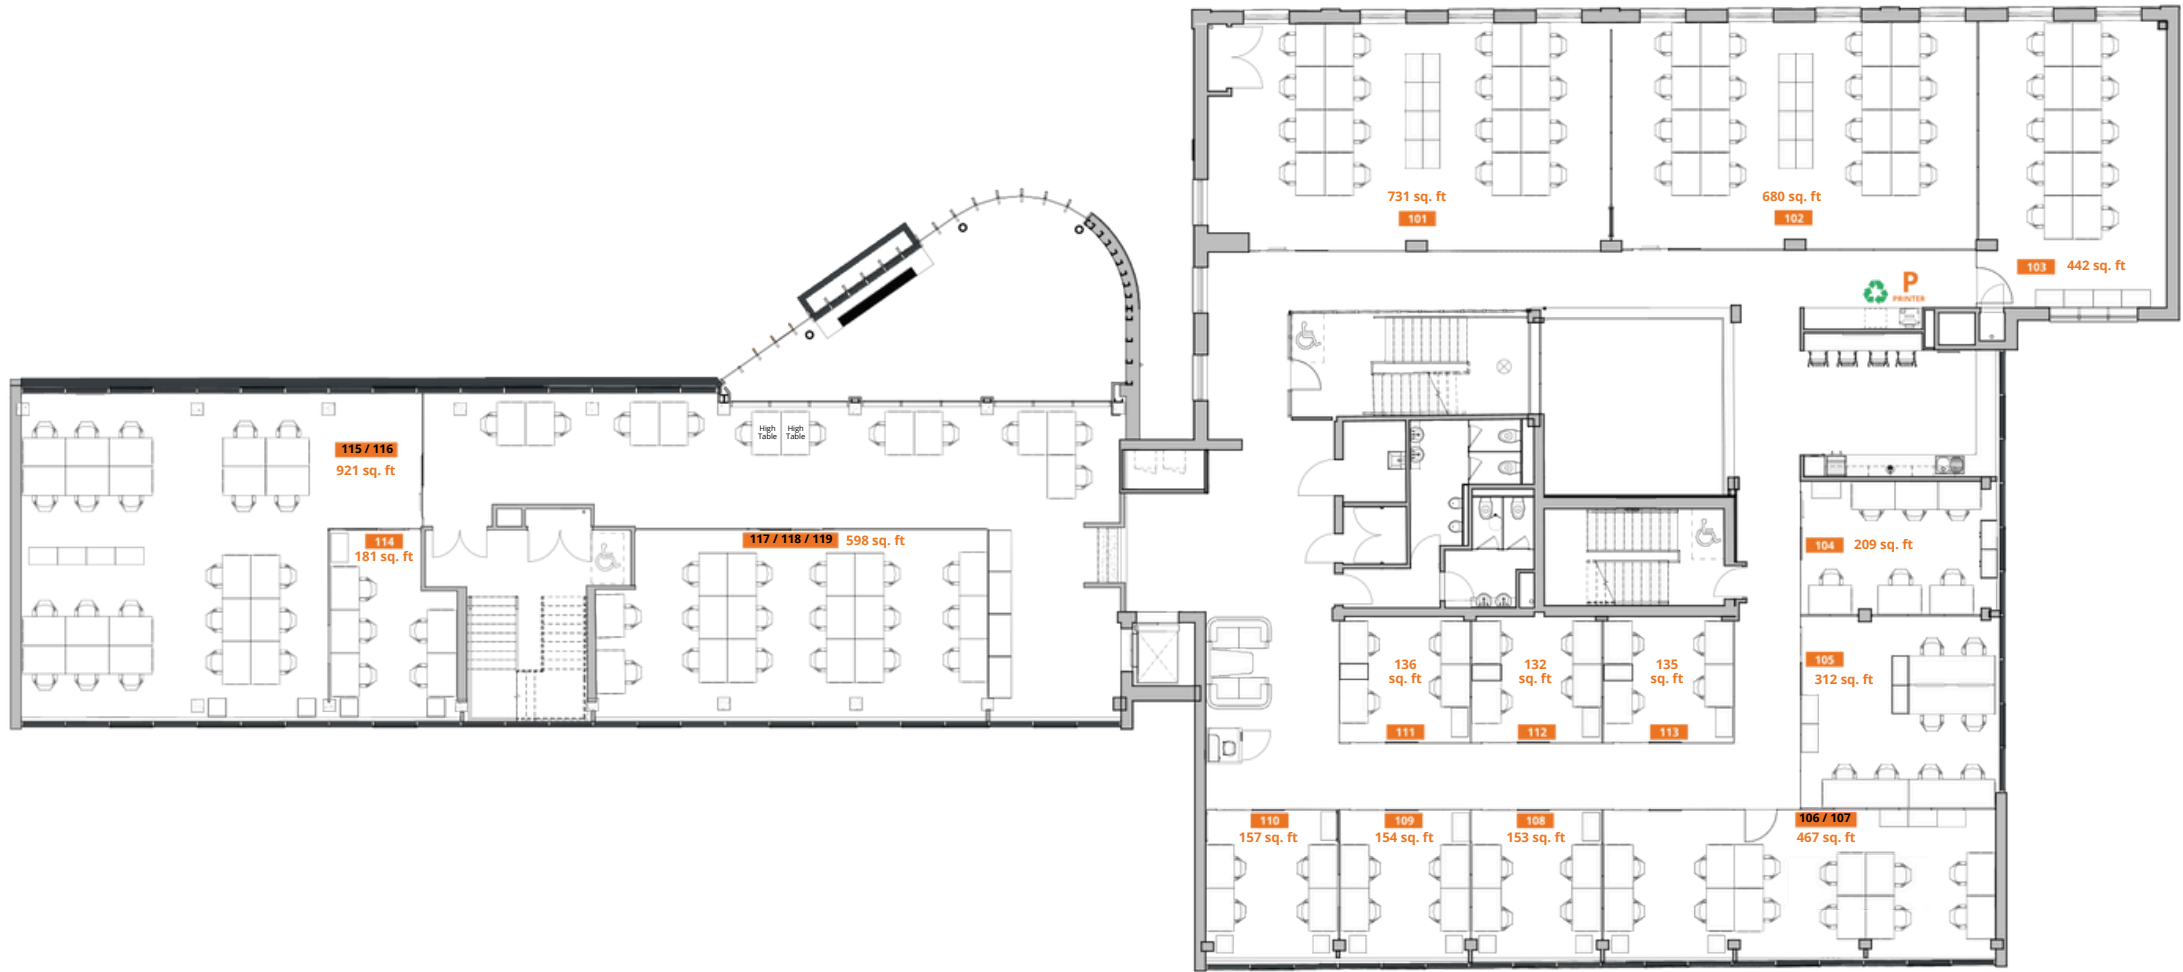 731 sq. ft
101
680 sq. ft
102
103
442 sq. ft
P
PRINTER
High
Table
High
Table
115 / 116
921 sq. ft
114
181 sq. ft
117 / 118 / 119
598 sq. ft
104
209 sq. ft
105
312 sq. ft
136
sq. ft
111
132
sq. ft
112
135
sq. ft
113
110
157 sq. ft
109
154 sq. ft
108
153 sq. ft
106 / 107
467 sq. ft